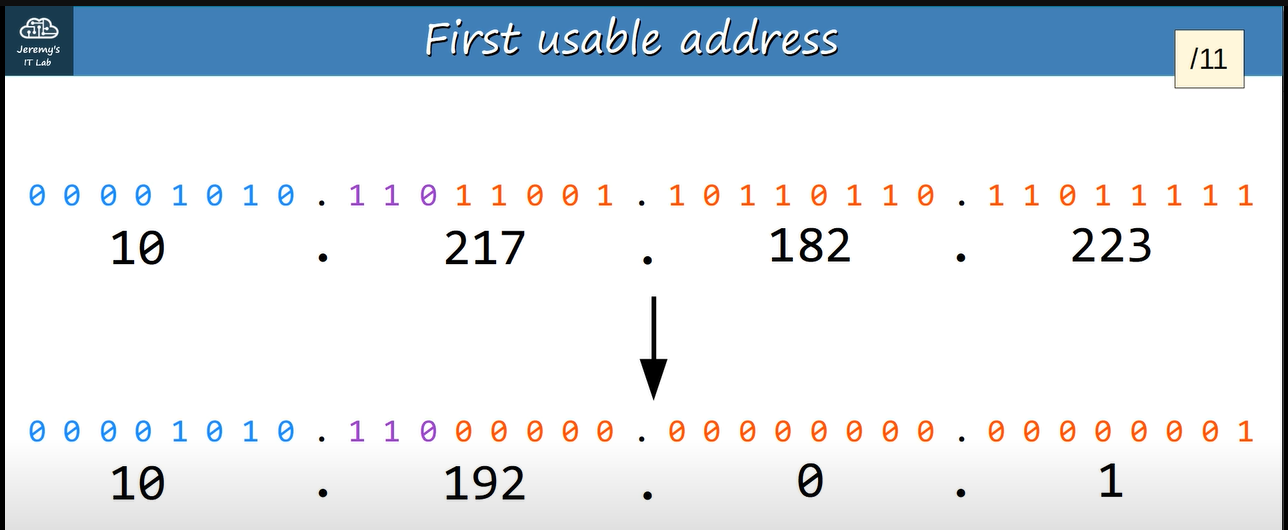 Jeremy's
IT Lab
First usable address
/11
0 0 0 0 1 0 1 0 . 1 1 0 1 1 0 0 1 . 1 0 1 1 0 1 1 0 . 1 1 0 1 1 1 1 1
10 . 217 . 182 . 223
0 0 0 0 1 0 1 0 . 1 1 0 0 0 0 0 0 . 0 0 0 0 0 0 0 0 . 0 0 0 0 0 0 0 1
10 . 192 . 0 . 1